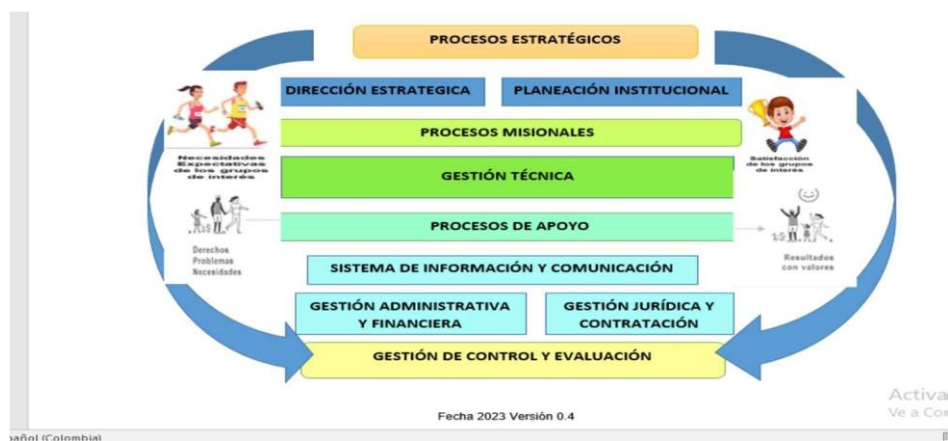 PROCESOS ESTRATÉGICOS
DIRECCIÓN ESTRATEGICA
PLANEACIÓN INSTITUCIONAL
PROCESOS MISIONALES
Necesidades
Expectativas
de los grupos
de interés
Satisfacción
de los grupos
de interés
GESTIÓN TÉCNICA
PROCESOS DE APOYO
Derechos
Problemas
Necesidades
Resultados
con valores
SISTEMA DE INFORMACIÓN Y COMUNICACIÓN
GESTIÓN ADMINISTRATIVA
Y FINANCIERA
GESTIÓN JURÍDICA Y
CONTRATACIÓN
GESTIÓN DE CONTROL Y EVALUACIÓN
Fecha 2023 Versión 0.4
Activa
Ve a Con
pañol (Colombia)